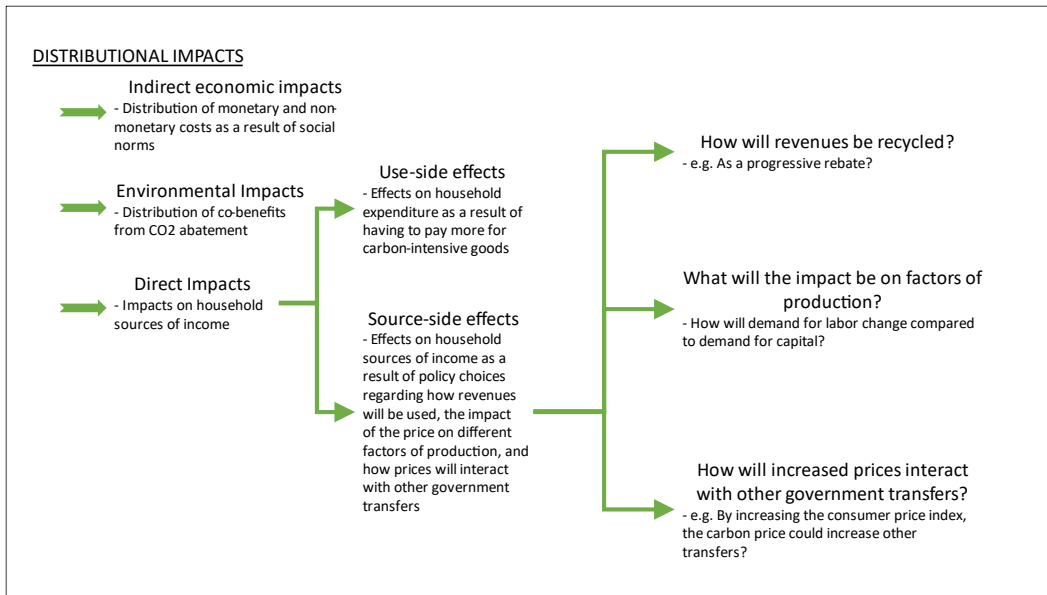 DISTRIBUTIONAL IMPACTS
Indirect economic impacts
- Distribution of monetary and non-
monetary costs as a result of social
norms
Environmental Impacts
- Distribution of co-benefits
from CO2 abatement
Direct Impacts
- Impacts on household
sources of income
Use-side effects
- Effects on household
expenditure as a result of
having to pay more for
carbon-intensive goods
Source-side effects
- Effects on household
sources of income as a
result of policy choices
regarding how revenues
will be used, the impact
of the price on different
factors of production, and
how prices will interact
with other government
transfers
How will revenues be recycled?
- e.g. As a progressive rebate?
What will the impact be on factors of
production?
- How will demand for labor change compared
to demand for capital?
How will increased prices interact
with other government transfers?
- e.g. By increasing the consumer price index,
the carbon price could increase other
transfers?